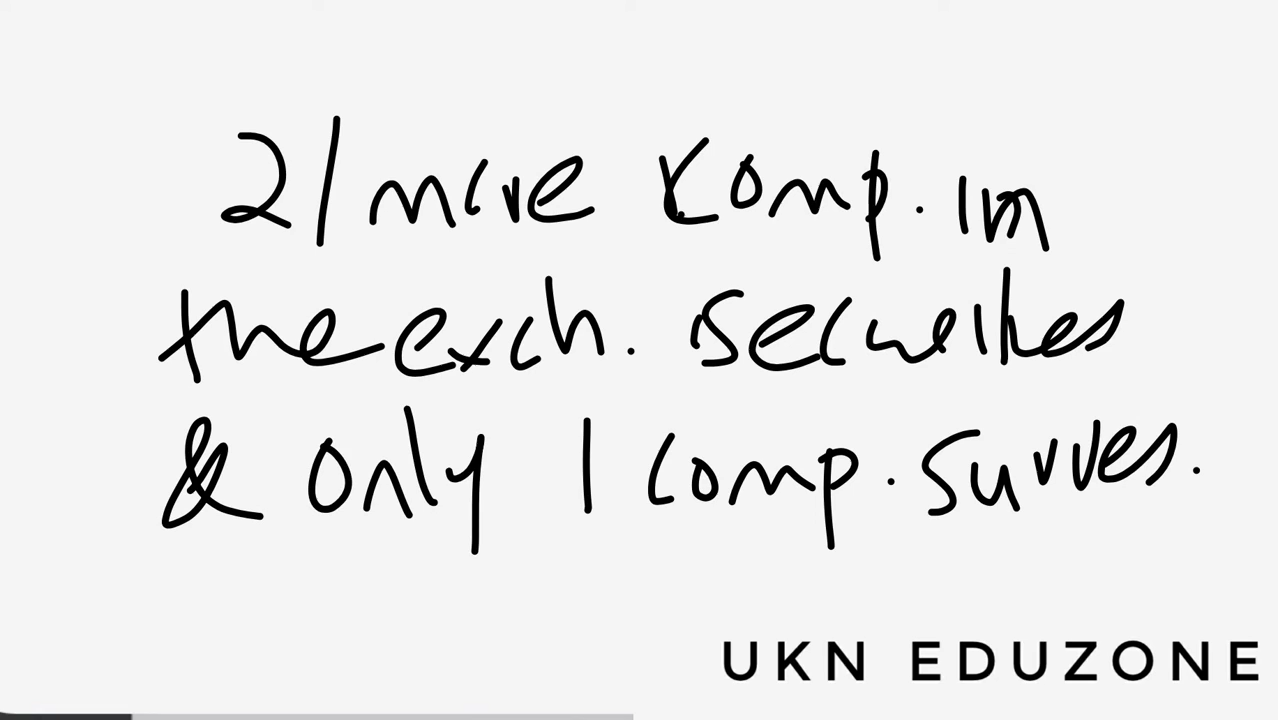 2/more comp. in
the exch. securities
& only 1 comp. survives.
UKN EDUZONE